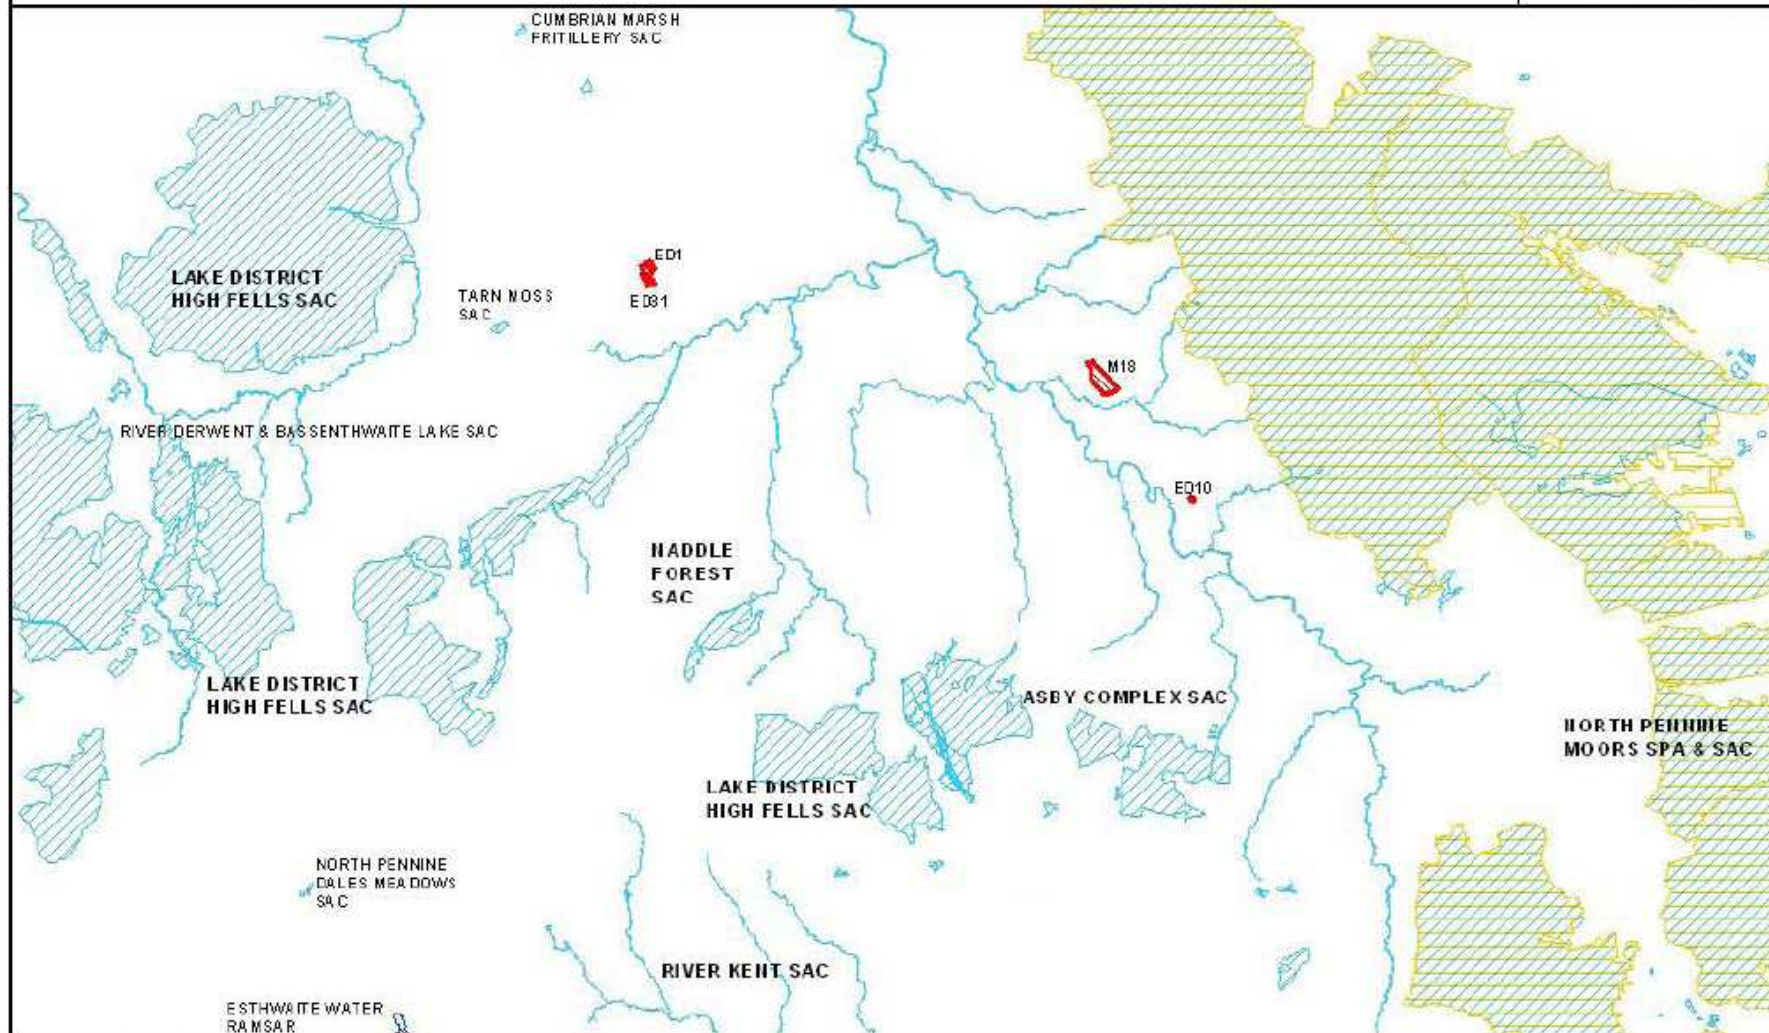 CUMBRIAN MARSH
FRITILLERY SAC
ED1
ED31
LAKE DISTRICT
HIGH FELLS SAC
TARN MOSS
SAC
M18
RIVER DERWENT & BASSENTHWAITE LAKE SAC
ED10
NADDLE
FOREST
SAC
LAKE DISTRICT
HIGH FELLS SAC
ASBY COMPLEX SAC
NORTH PENNINE
MOORS SPA & SAC
LAKE DISTRICT
HIGH FELLS SAC
NORTH PENNINE
DALES MEADOWS
SAC
RIVER KENT SAC
ESTHWAITE WATER
RAMSAR